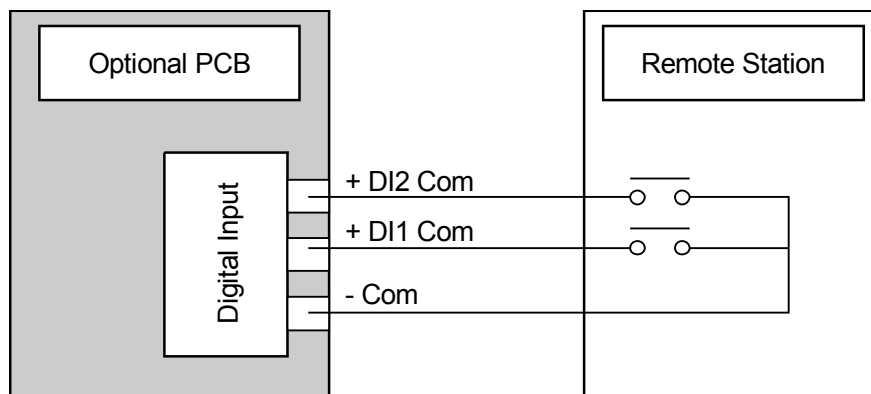 Optional PCB
Remote Station
+ DI2 Com
+ DI1 Com
- Com
Digital Input